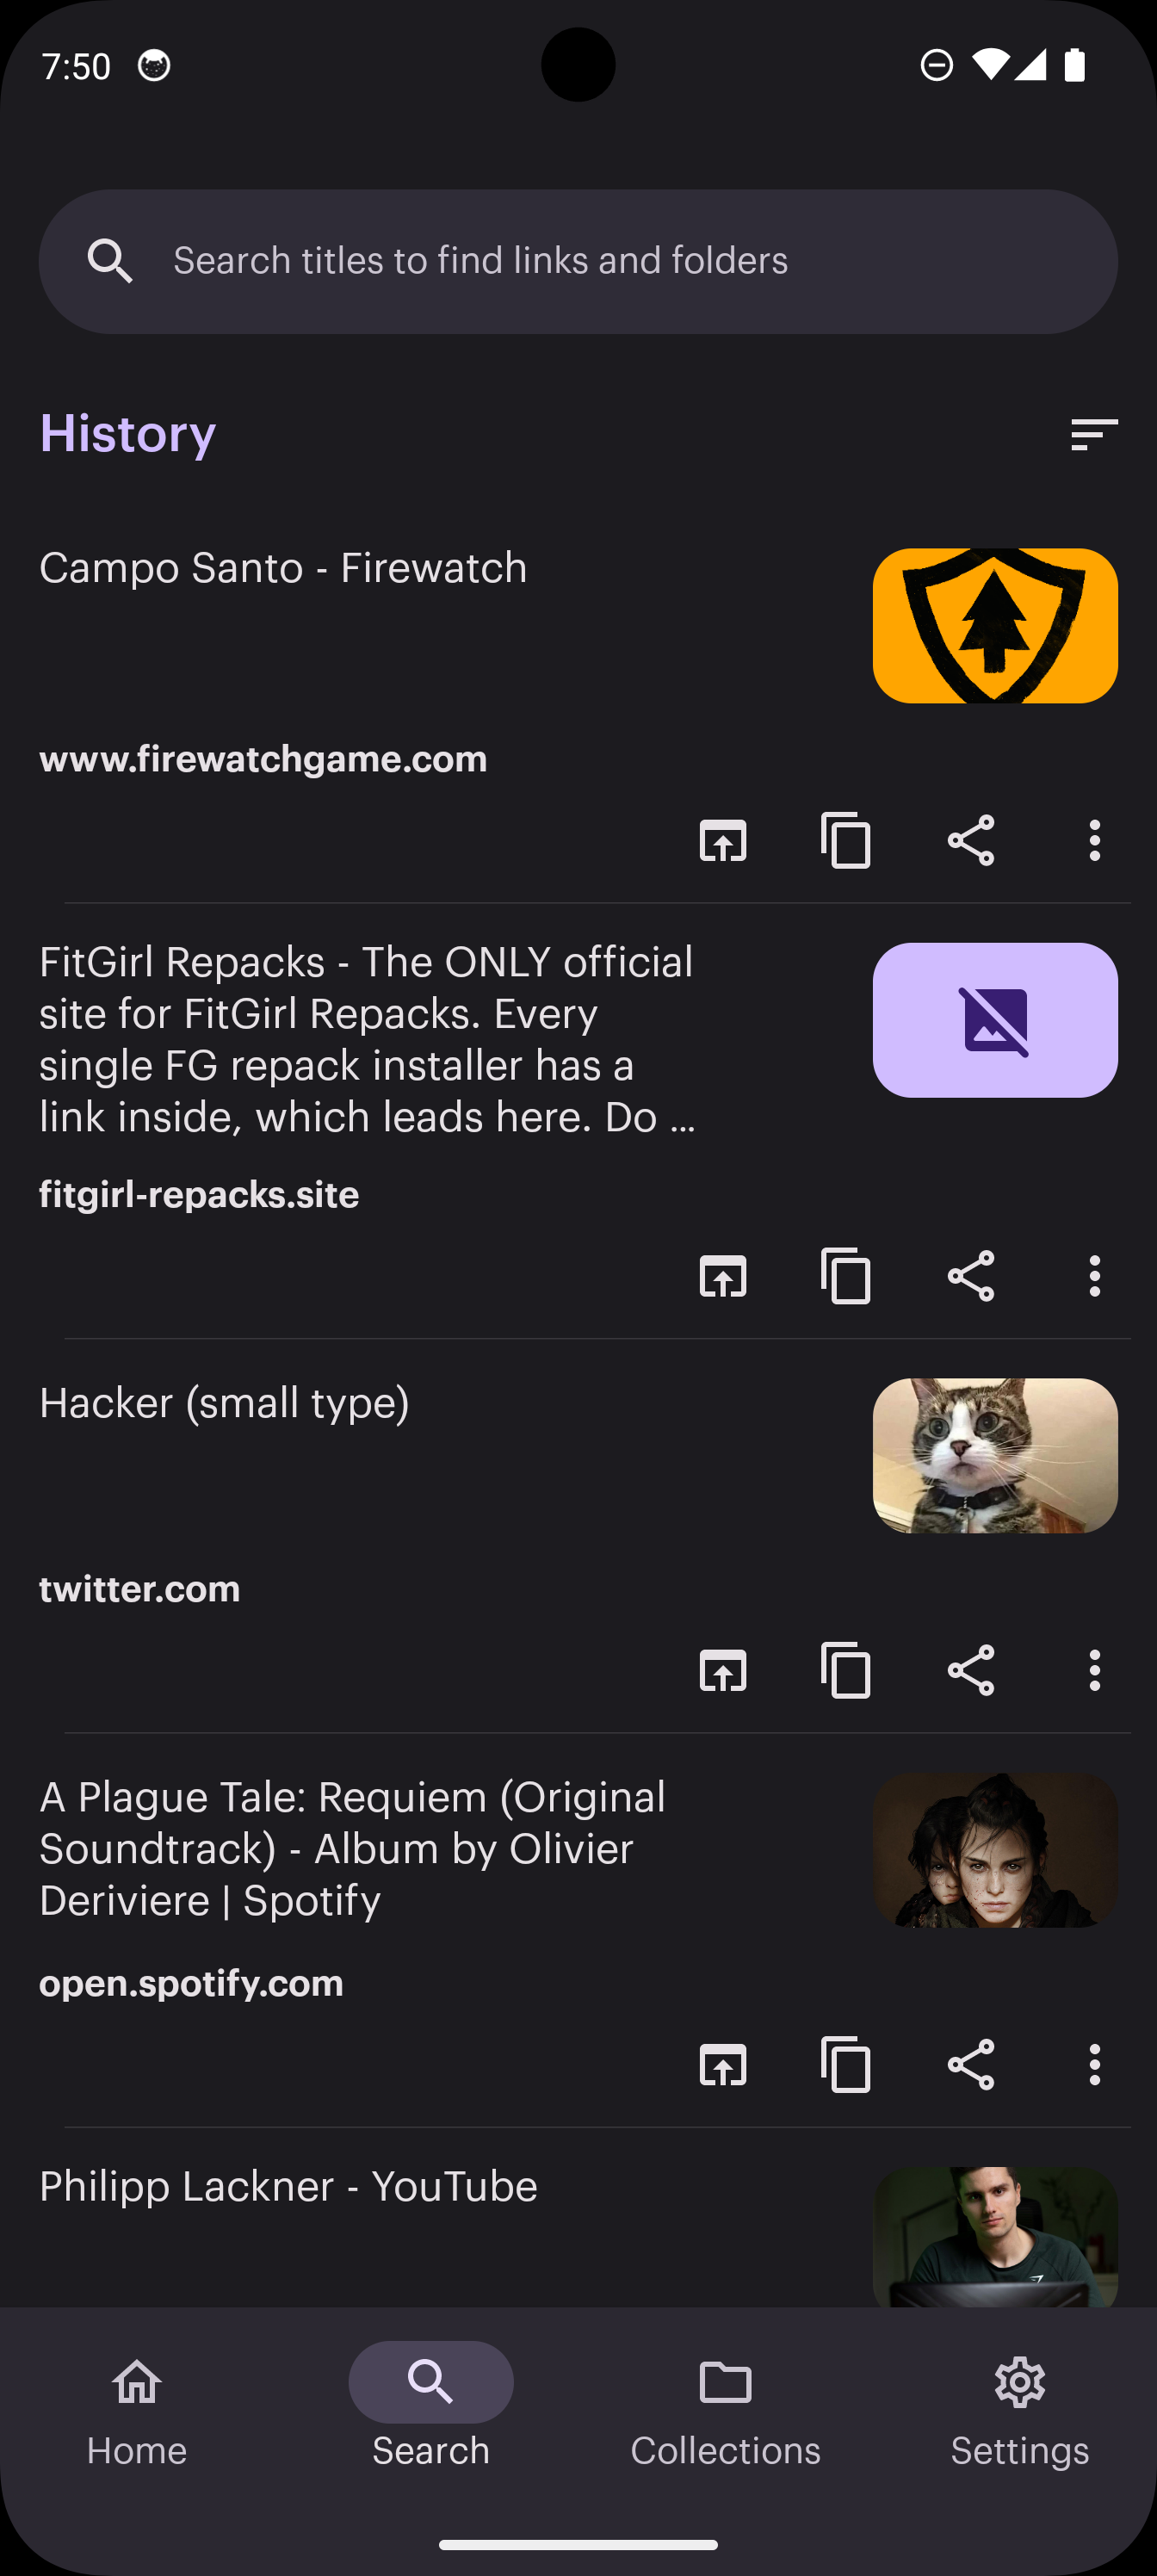 7:50
Search titles to find links and folders
History
Campo Santo - Firewatch
www.firewatchgame.com
FitGirl Repacks - The ONLY official
site for FitGirl Repacks. Every
single FG repack installer has a
link inside, which leads here. Do ...
fitgirl-repacks.site
Hacker (small type)
twitter.com
A Plague Tale: Requiem (Original
Soundtrack) - Album by Olivier
Deriviere | Spotify
open.spotify.com
Philipp Lackner - YouTube
Home
Search
Collections
Settings